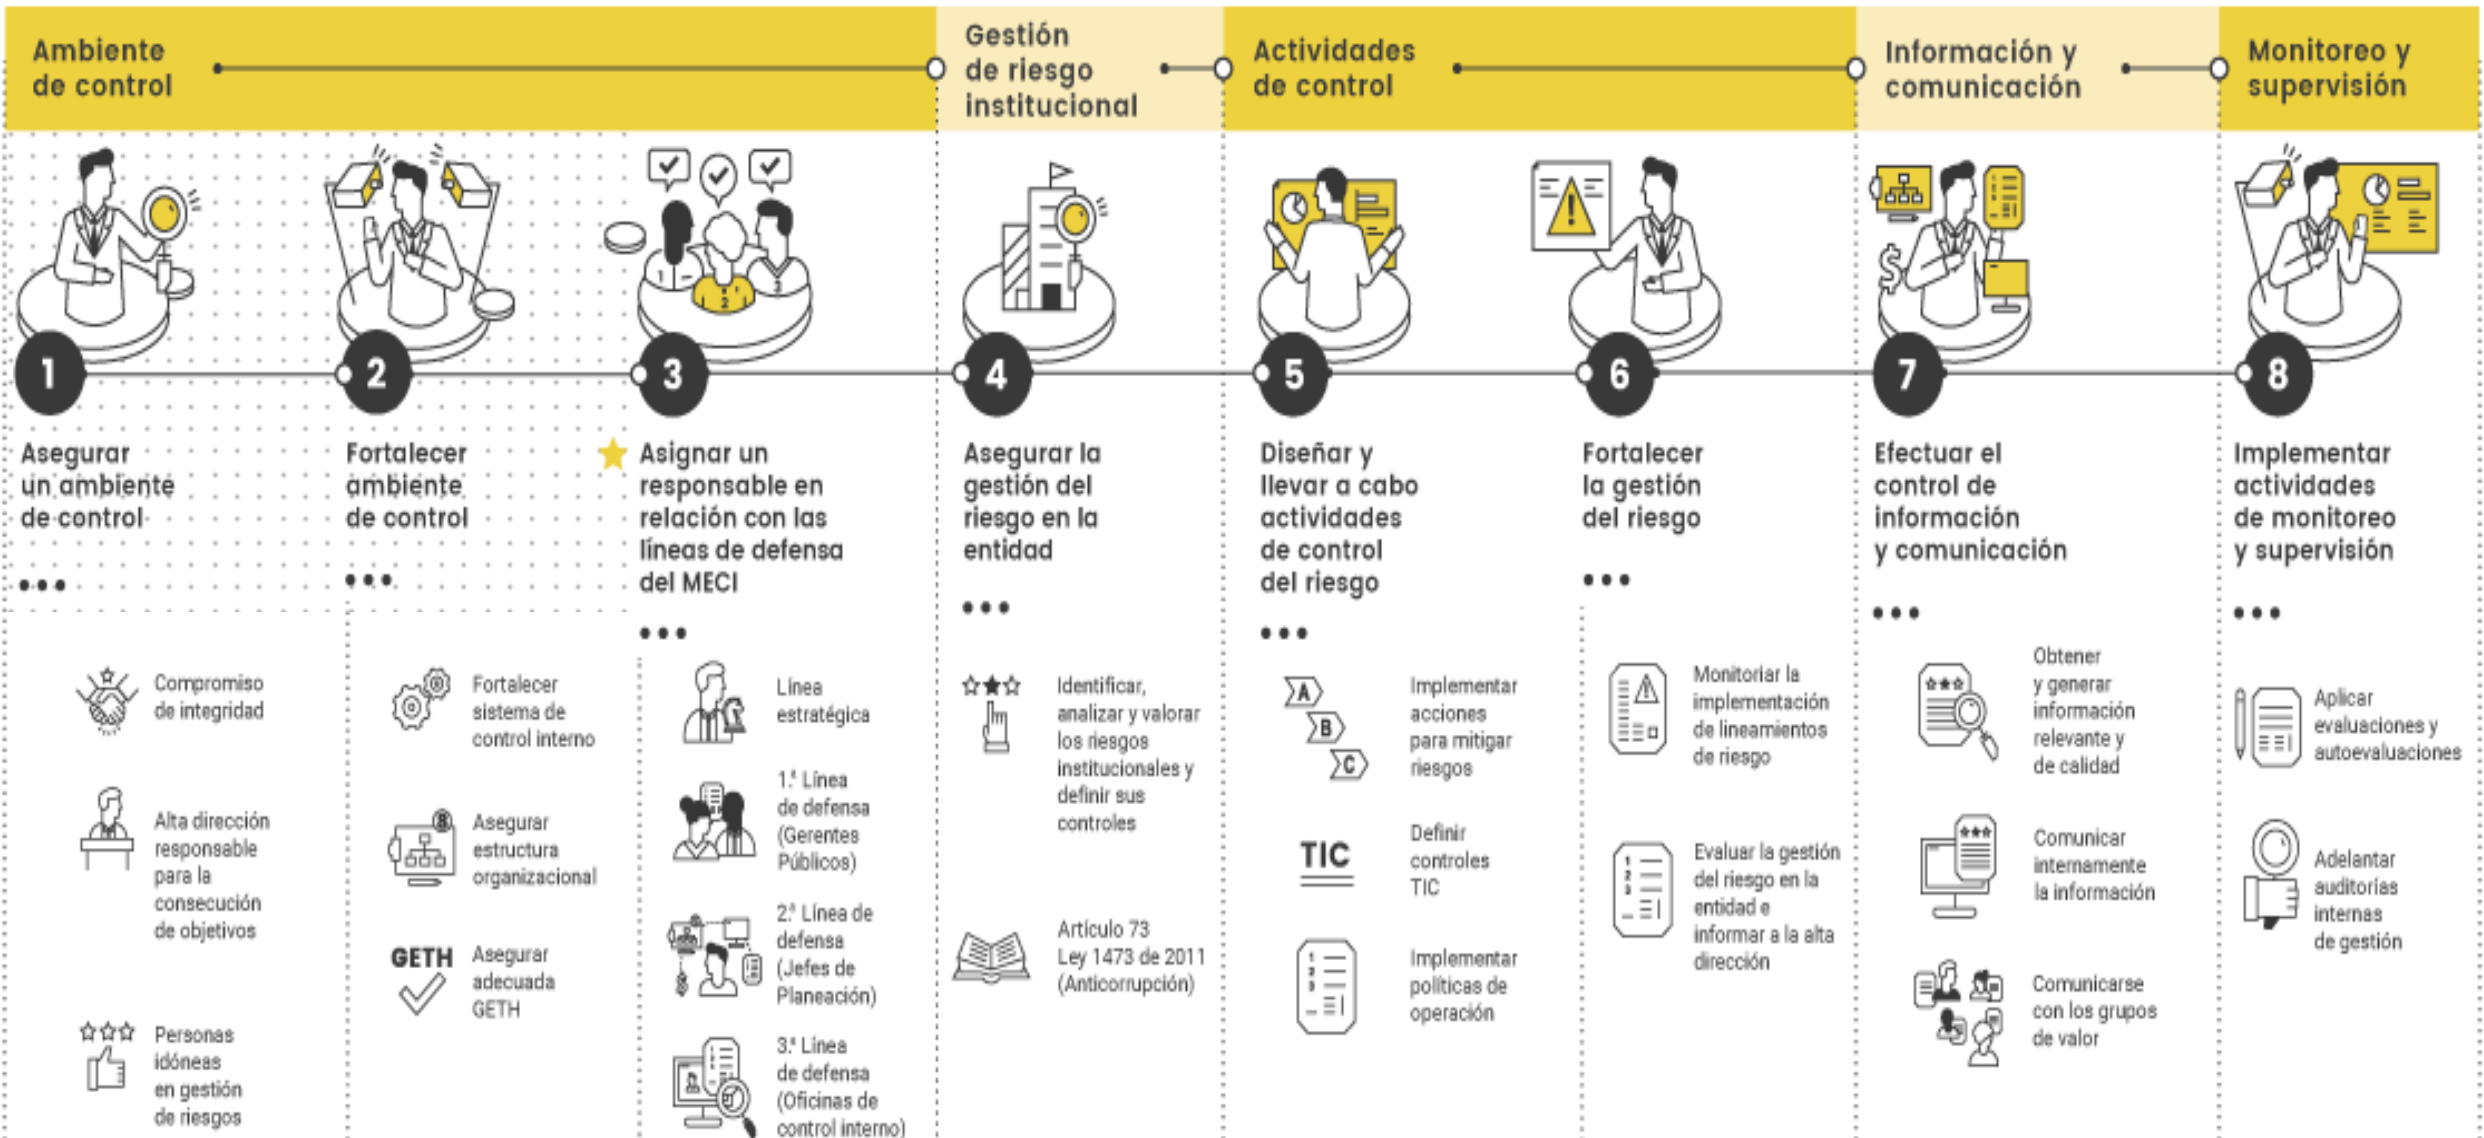 Ambiente
de control
Gestión
de riesgo
institucional
Actividades
de control
Información y
comunicación
Monitoreo y
supervisión
1
2
3
4
5
6
7
8
Asegurar
un ambiente
de control
Compromiso
de integridad
Alta dirección
responsable
para la
consecución
de objetivos
Personas
idóneas
en gestión
de riesgos
Fortalecer
ambiente
de control
Fortalecer
sistema de
control interno
Asegurar
estructura
organizacional
GETH
Asegurar
adecuada
GETH
1
2
3
Asignar un
responsable en
relación con las
líneas de defensa
del MECI
Línea
estratégica
1.ª Línea
de defensa
(Gerentes
Públicos)
2.ª Línea de
defensa
(Jefes de
Planeación)
3.ª Línea
de defensa
(Oficinas de
control interno)
Asegurar la
gestión del
riesgo en la
entidad
Identificar,
analizar y valorar
los riesgos
institucionales y
definir sus
controles
Artículo 73
Ley 1473 de 2011
(Anticorrupción)
Diseñar y
llevar a cabo
actividades
de control
del riesgo
A
B
C
Implementar
acciones
para mitigar
riesgos
TIC
Definir
controles
TIC
Implementar
políticas de
operación
Fortalecer
la gestión
del riesgo
Monitoriar la
implementación
de lineamientos
de riesgo
Evaluar la gestión
del riesgo en la
entidad e
informar a la alta
dirección
$
Efectuar el
control de
información
y comunicación
Obtener
y generar
información
relevante y
de calidad
Comunicar
internamente
la información
Comunicarse
con los grupos
de valor
Implementar
actividades
de monitoreo
y supervisión
Aplicar
evaluaciones y
autoevaluaciones
Adelantar
auditorías
internas
de gestión